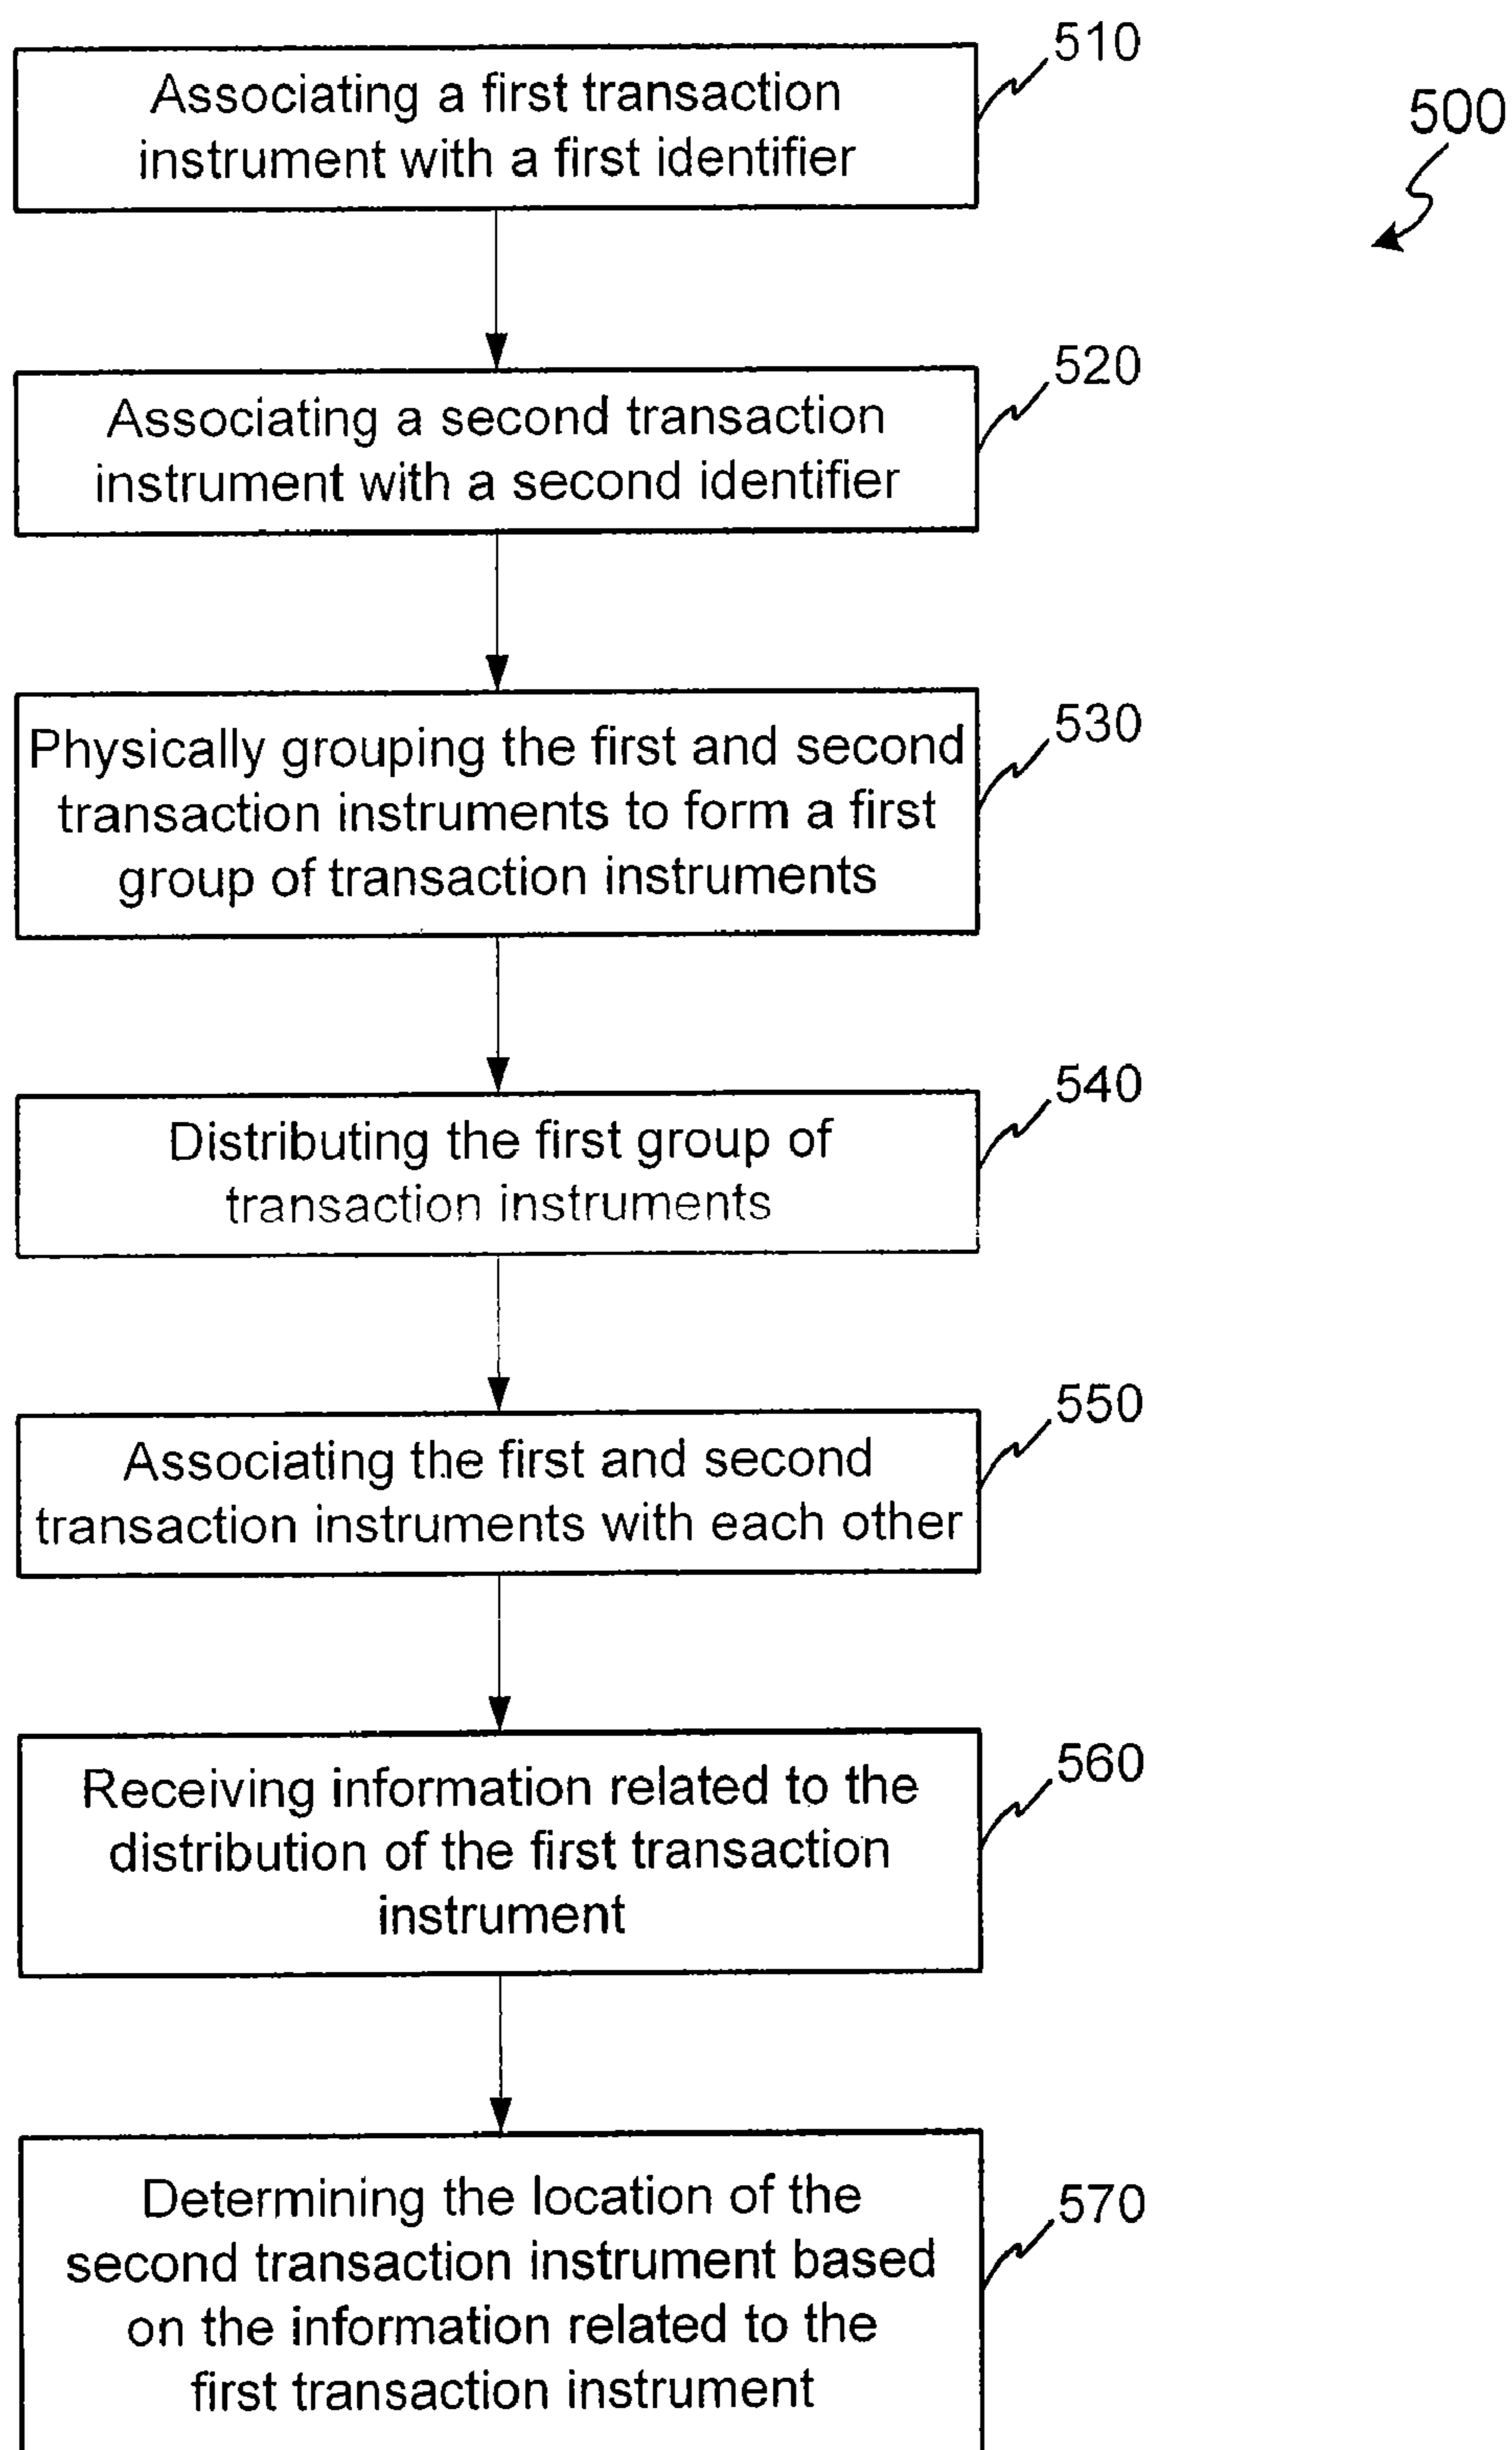 510
500
Associating a first transaction
instrument with a first identifier
520
Associating a second transaction
instrument with a second identifier
530
Physically grouping the first and second
transaction instruments to form a first
group of transaction instruments
540
Distributing the first group of
transaction instruments
550
Associating the first and second
transaction instruments with each other
560
Receiving information related to the
distribution of the first transaction
instrument
570
Determining the location of the
second transaction instrument based
on the information related to the
first transaction instrument